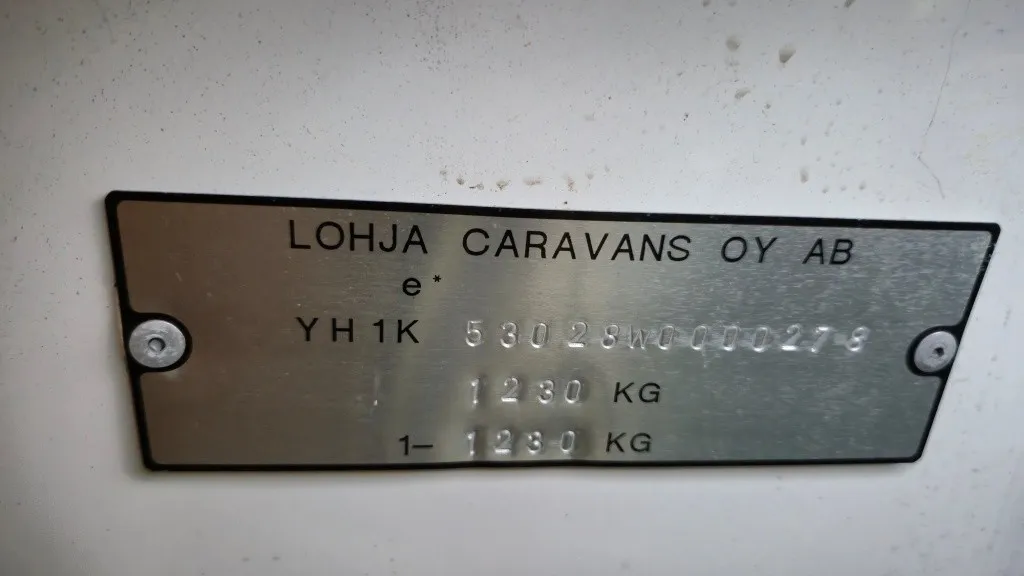 LOHJA CARAVANS OY AB
e*
YH1K 53028W0000278
1230 KG
1- 1230 KG